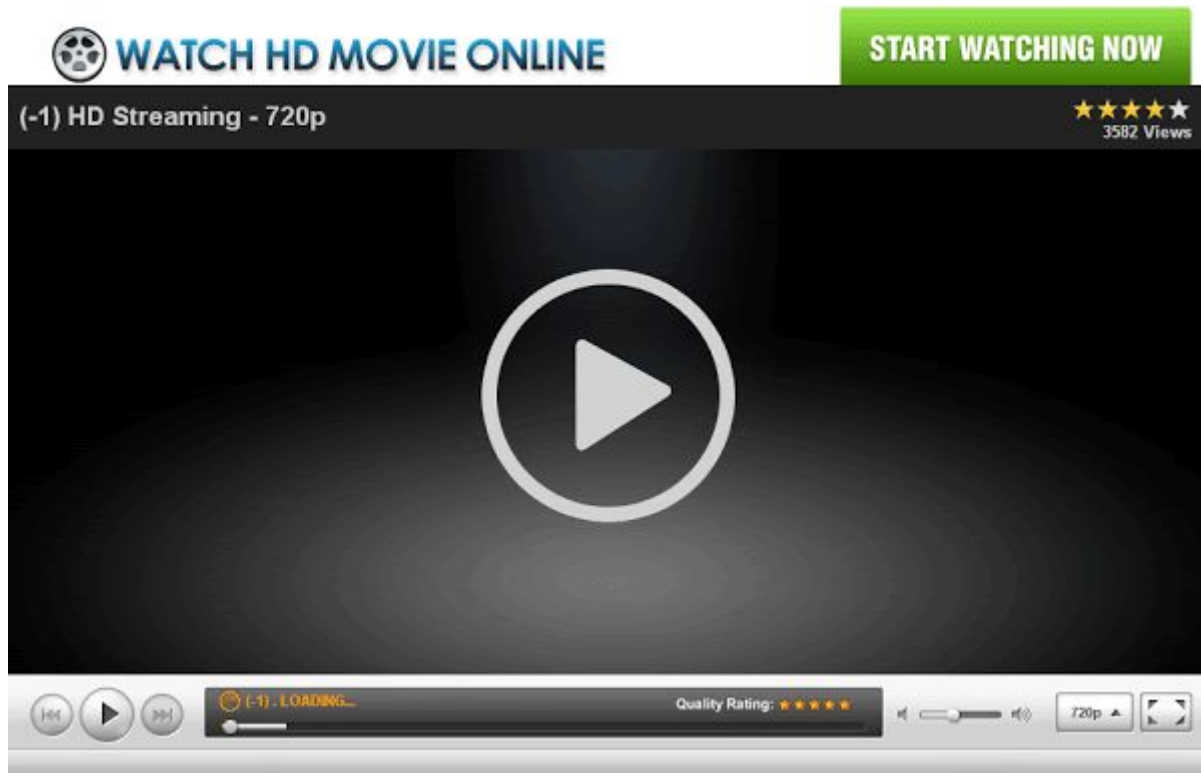 WATCH HD MOVIE ONLINE
START WATCHING NOW
(-1) HD Streaming - 720p
3582 Views
(-1) . LOADING...
Quality Rating:
720p